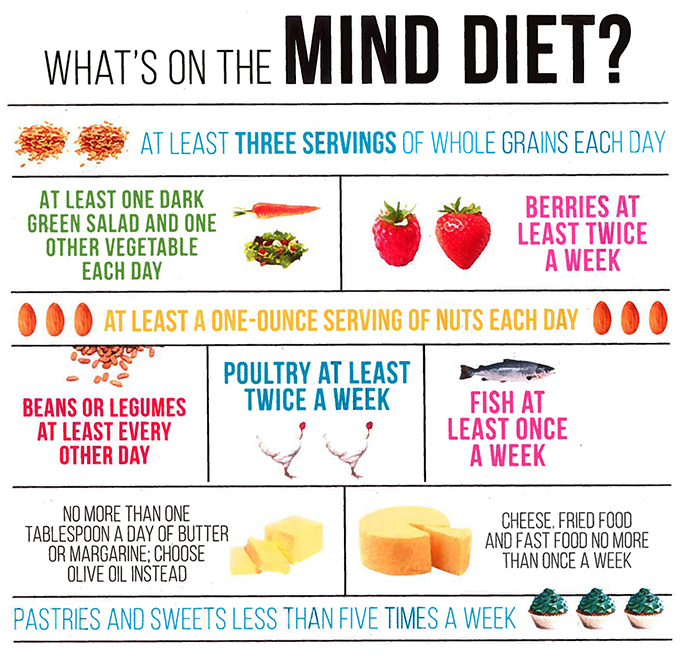 WHAT'S ON THE MIND DIET?
AT LEAST THREE SERVINGS OF WHOLE GRAINS EACH DAY
AT LEAST ONE DARK
GREEN SALAD AND ONE
OTHER VEGETABLE
EACH DAY
BERRIES AT
LEAST TWICE
A WEEK
AT LEAST A ONE-OUNCE SERVING OF NUTS EACH DAY
BEANS OR LEGUMES
AT LEAST EVERY
OTHER DAY
POULTRY AT LEAST
TWICE A WEEK
FISH AT
LEAST ONCE
A WEEK
NO MORE THAN ONE
TABLESPOON A DAY OF BUTTER
OR MARGARINE; CHOOSE
OLIVE OIL INSTEAD
CHEESE, FRIED FOOD
AND FAST FOOD NO MORE
THAN ONCE A WEEK
PASTRIES AND SWEETS LESS THAN FIVE TIMES A WEEK